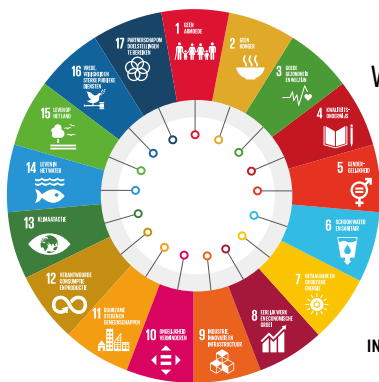 1 GEEN
ARMOEDE
2 GEEN
HONGER
3 GOEDE
GEZONDHEID
EN WELZIJN
4 KWALITEITS-
ONDERWIJS
5 GENDER-
GELIJKHEID
6 SCHOON WATER
EN SANITAIR
7 BETAALBARE EN
DUURZAME
ENERGIE
8 EERLIJK WERK
EN ECONOMISCHE
GROEI
9 INDUSTRIE,
INNOVATIE EN
INFRASTRUCTUUR
10 ONGELIJKHEID
VERMINDEREN
11 DUURZAME
STEDEN EN
GEMEENSCHAPPEN
12 VERANTWOORDE
CONSUMPTIE
EN PRODUCTIE
13 KLIMAATACTIE
14 LEVEN IN
HET WATER
15 LEVEN OP
HET LAND
16 VREDE,
VEILIGHEID EN
STERKE PUBLIEKE
DIENSTEN
17 PARTNERSCHAP OM
DOELSTELLINGEN
TE BEREIKEN
V
IN